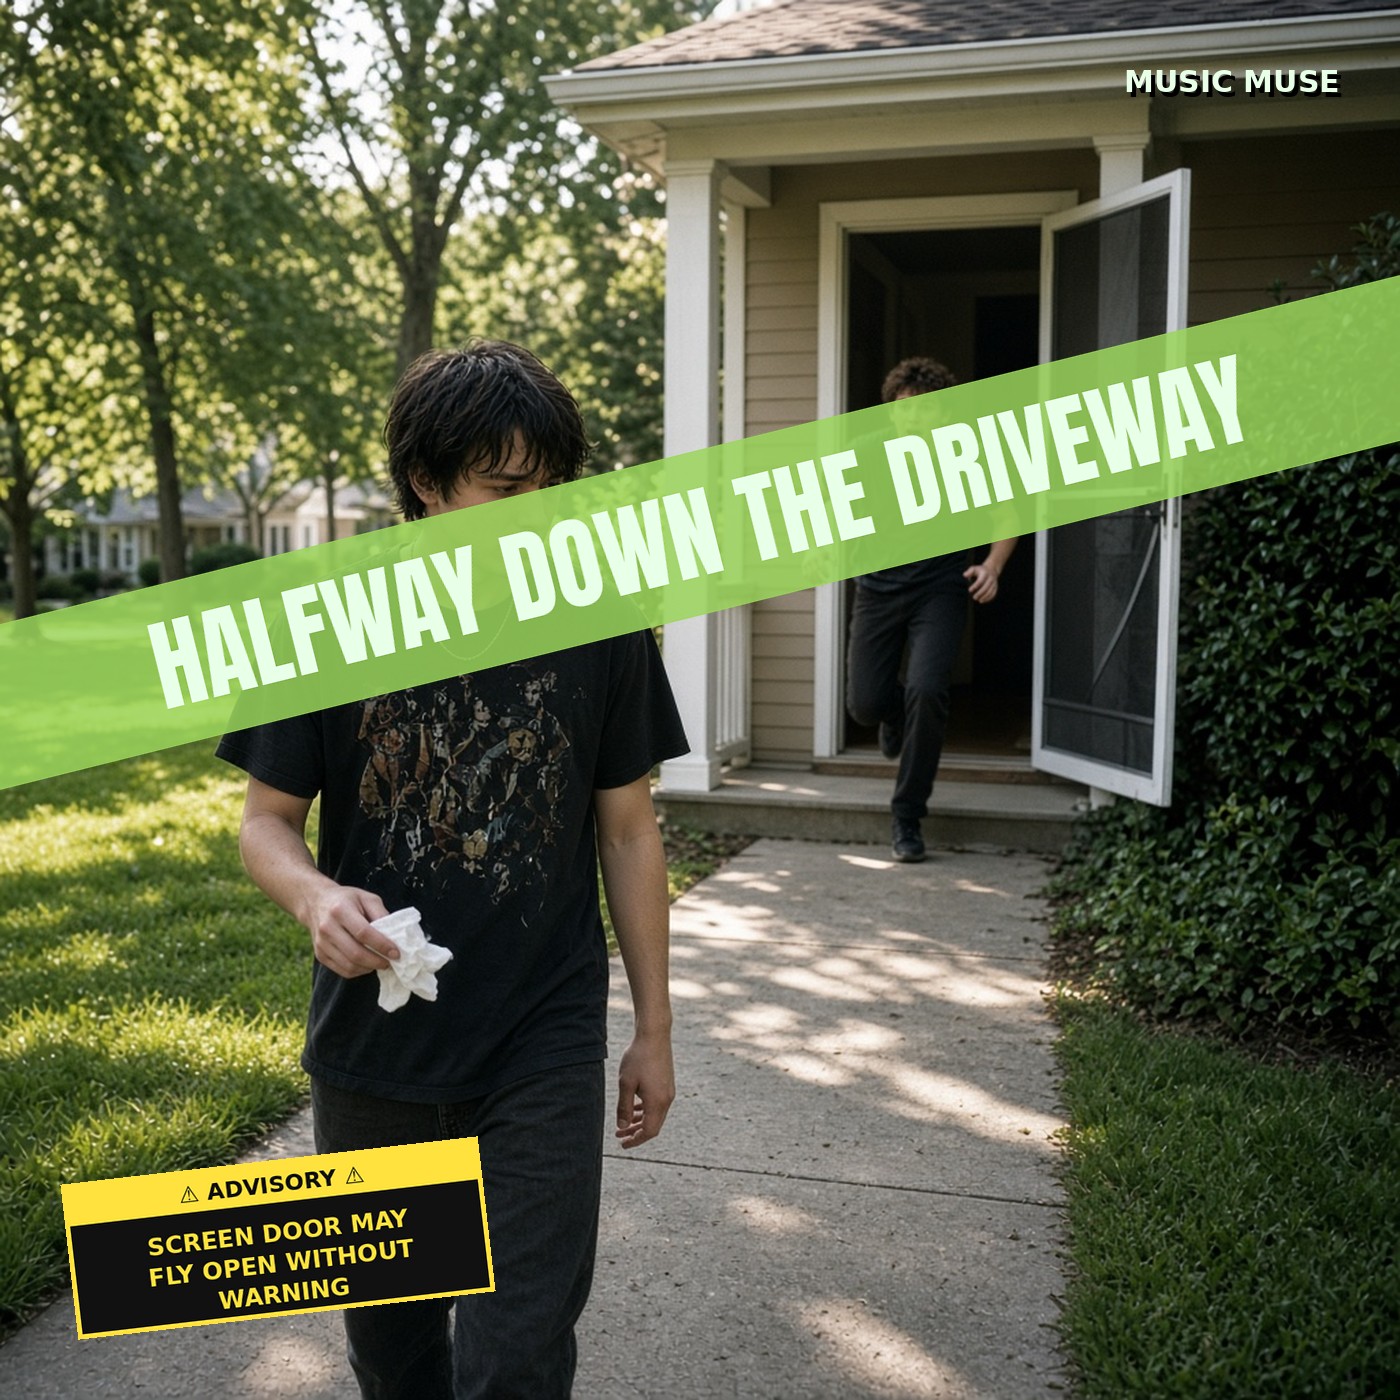 MUSIC MUSE
HALFWAY DOWN THE DRIVEWAY
⚠ ADVISORY ⚠
SCREEN DOOR MAY
FLY OPEN WITHOUT
WARNING